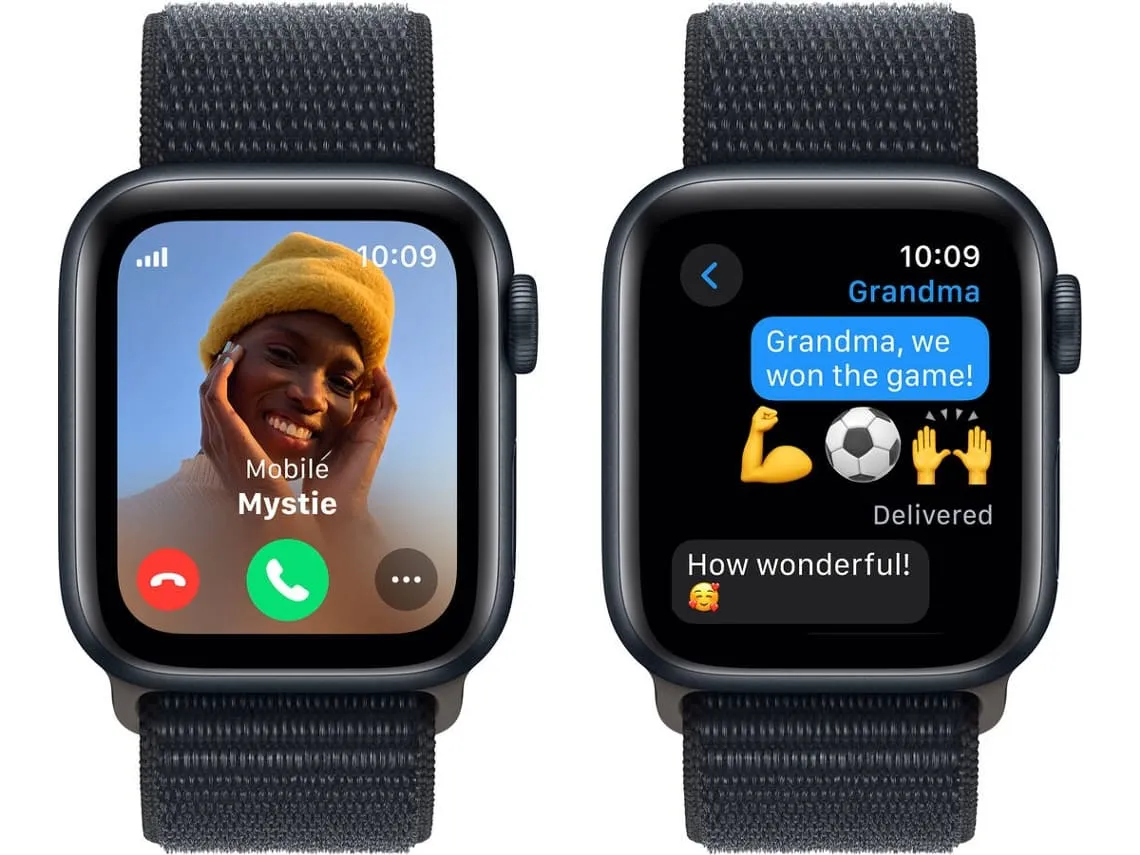 10:09
Mobile
Mystie
10:09
Grandma
Grandma, we
won the game!
Delivered
How wonderful!